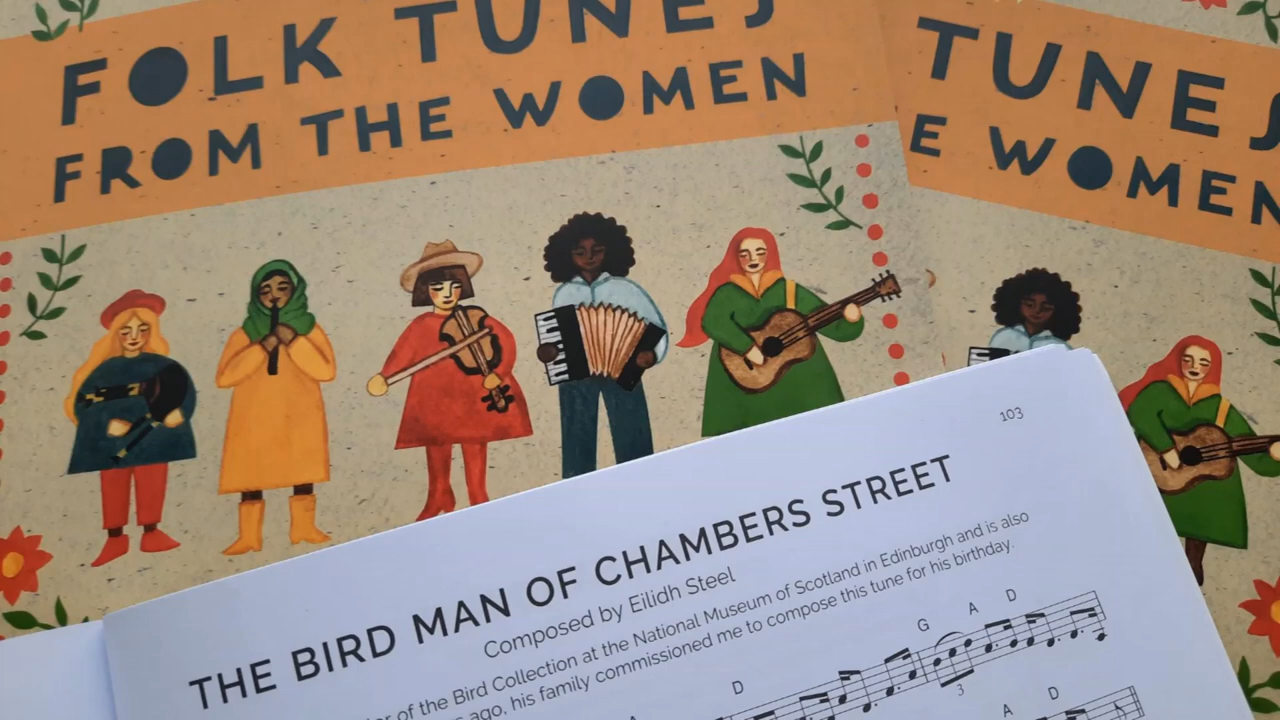 FOLK TUNES
FROM THE WOMEN
TUNES
E WOMEN
103
THE BIRD MAN OF CHAMBERS STREET
Composed by Eilidh Steel
of the Bird Collection at the National Museum of Scotland in Edinburgh and is also
ago, his family commissioned me to compose this tune for his birthday.
G A D
D
3
A D
A